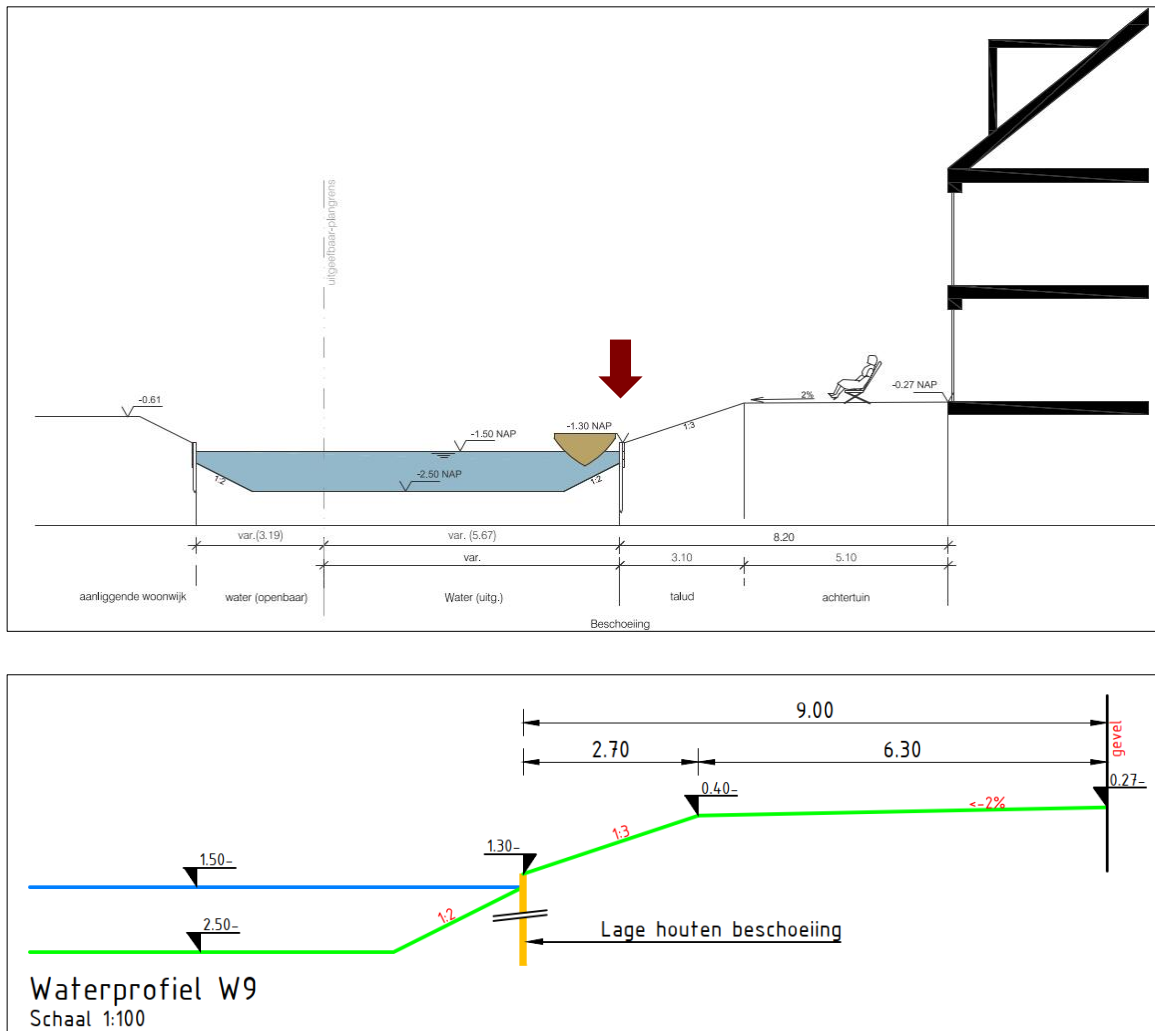 uitgeefbaar-plangrens
-0.27 NAP
2%
-0.61
-1.30 NAP
1:3
-1.50 NAP
-2.50 NAP
1:2
1:2
var.(3.19)
var. (5.67)
8.20
var.
3.10
5.10
aanliggende woonwijk
water (openbaar)
Water (uitg.)
talud
achtertuin
Beschoeiing
9.00
gevel
2.70
6.30
0.40-
0.27-
<-2%
1:3
1.30-
1.50-
1:2
2.50-
Lage houten beschoeiing
Waterprofiel W9
Schaal 1:100